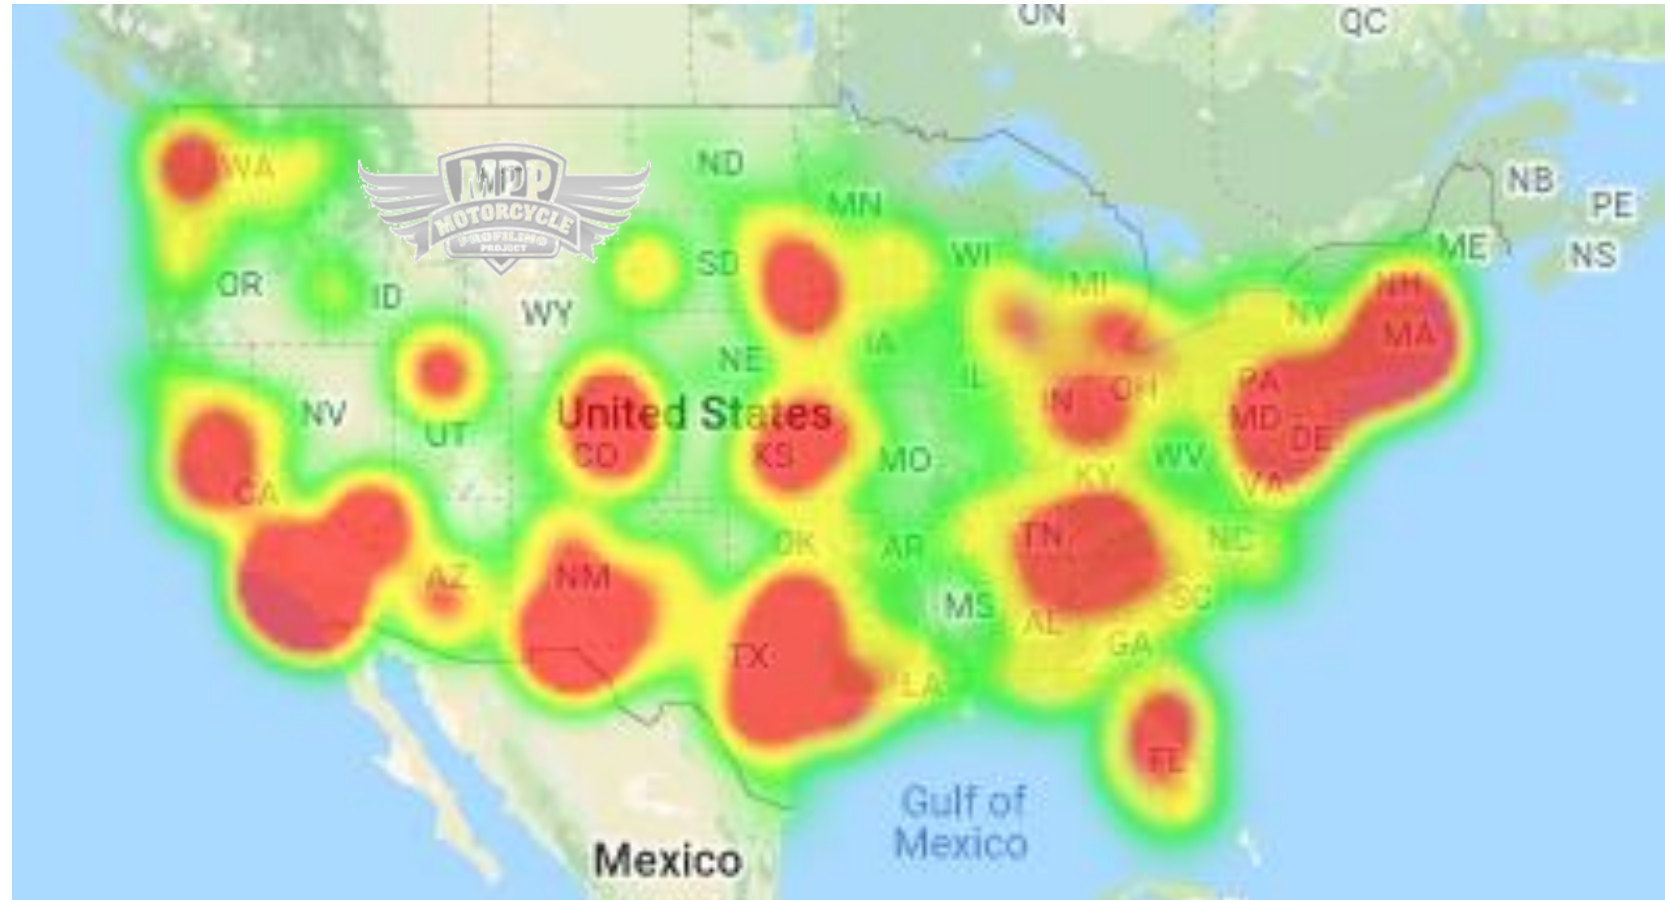 ON
QC
WA
ND
MPP
MOTORCYCLE
PROFILING
PROJECT
NB
PE
MN
ME
NS
WI
SD
OR
ID
MI
NH
WY
NY
MA
IA
NE
IL
PA
OH
IN
NV
United States
MD
UT
DE
CO
KS
MO
WV
KY
VA
CA
TN
NC
OK
AR
AZ
NM
MS
SC
AL
GA
TX
LA
FL
Gulf of
Mexico
Mexico